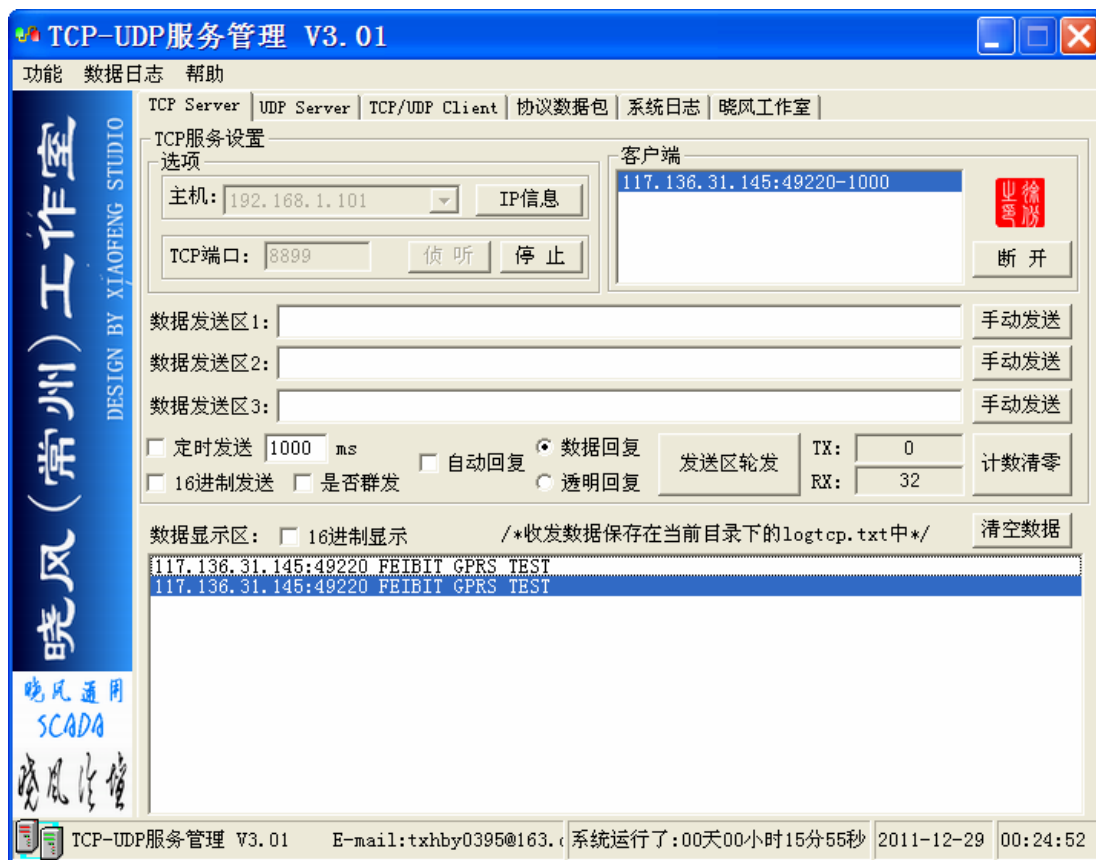 TCP-UDP服务管理 V3.01
功能 数据日志 帮助
TCP Server UDP Server TCP/UDP Client 协议数据包 系统日志 晓风工作室
晓风(常州)工作室
DESIGN BY XIAOFENG STUDIO
TCP服务设置
选项
主机: 192.168.1.101 IP信息
TCP端口: 8899 侦 听 停 止
客户端
117.136.31.145:49220-1000
断 开
数据发送区1: 手动发送
数据发送区2: 手动发送
数据发送区3: 手动发送
定时发送 1000 ms
16进制发送 是否群发
自动回复
数据回复
透明回复
发送区轮发
TX: 0
RX: 32
计数清零
数据显示区: 16进制显示 /*收发数据保存在当前目录下的logtcp.txt中*/ 清空数据
117.136.31.145:49220 FEIBIT GPRS TEST
117.136.31.145:49220 FEIBIT GPRS TEST
晓风通用
SCADA
晓风论坛
TCP-UDP服务管理 V3.01 E-mail:txhby0395@163.c 系统运行了:00天00小时15分55秒 2011-12-29 00:24:52